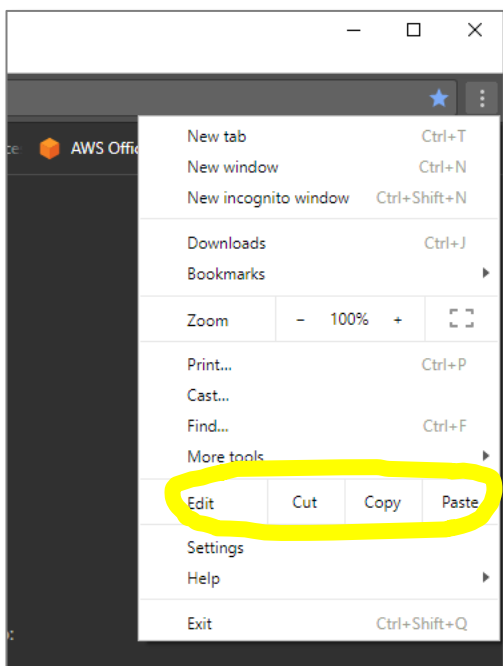 AWS Offic
New tab Ctrl+T
New window Ctrl+N
New incognito window Ctrl+Shift+N
Downloads Ctrl+J
Bookmarks
Zoom - 100% +
Print... Ctrl+P
Cast...
Find... Ctrl+F
More tools
Edit Cut Copy Paste
Settings
Help
Exit Ctrl+Shift+Q